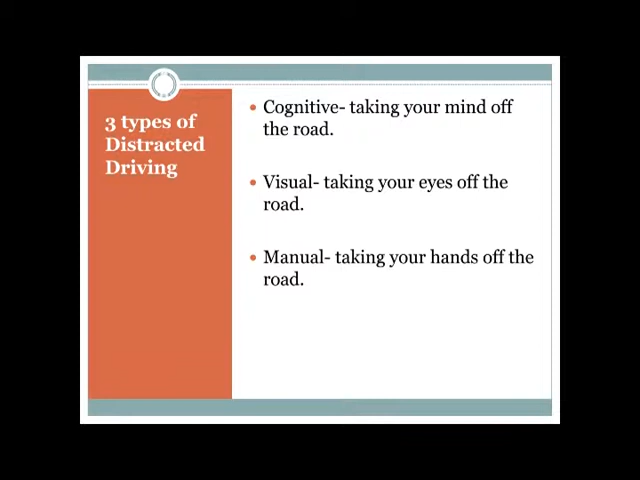 3 types of
Distracted
Driving
• Cognitive- taking your mind off
the road.
• Visual- taking your eyes off the
road.
• Manual- taking your hands off the
road.